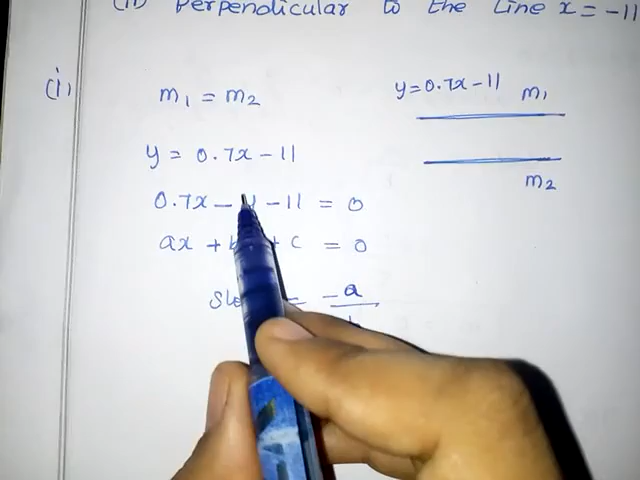 (ii) Perpendicular to the line x = -11
(i)
m₁ = m₂
y = 0.7x - 11 m₁
y = 0.7x - 11
m₂
0.7x - y - 11 = 0
ax + b + c = 0
= -a